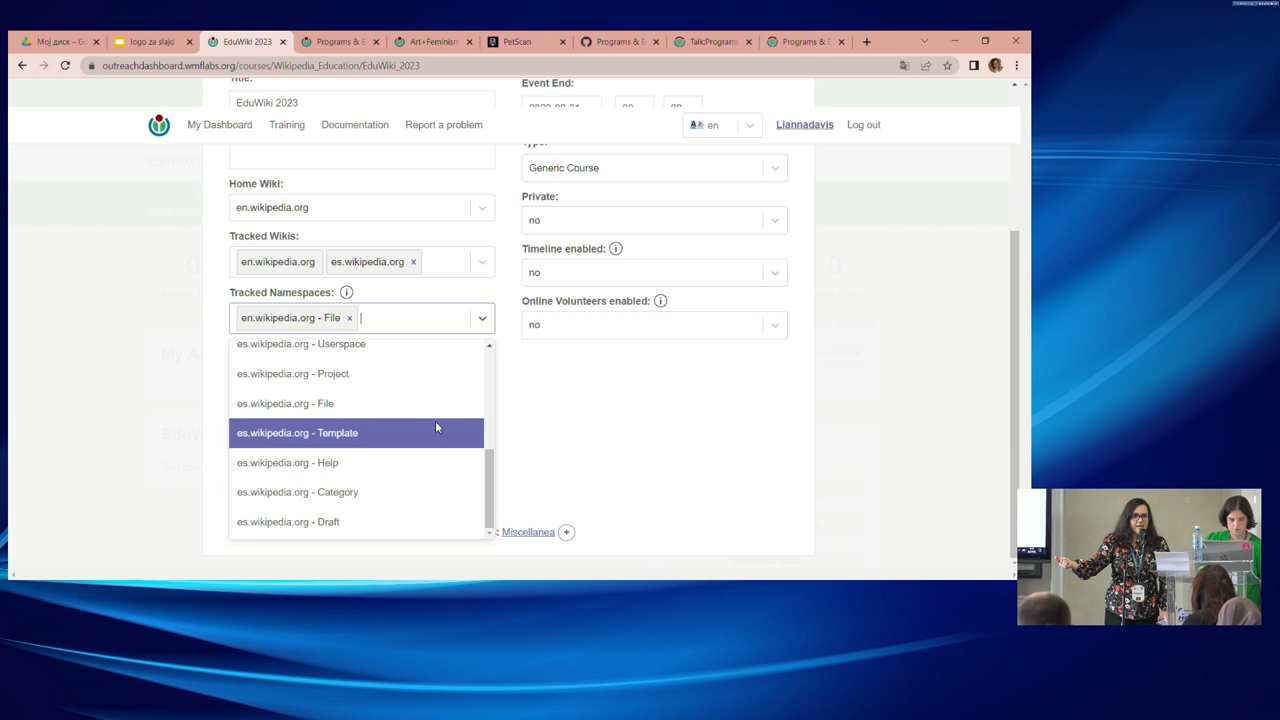 Мој диск – Go
logo za slajd -
EduWiki 2023
Programs & E
Art+Feminism
PetScan
Programs & E
Talk:Programs
Programs & E
outreachdashboard.wmflabs.org/courses/Wikipedia_Education/EduWiki_2023
Title:
EduWiki 2023
Event End:
My Dashboard
Training
Documentation
Report a problem
en
Liannadavis
Log out
Generic Course
Home Wiki:
en.wikipedia.org
Private:
no
Tracked Wikis:
en.wikipedia.org
es.wikipedia.org ×
Timeline enabled: i
no
Tracked Namespaces: i
en.wikipedia.org - File ×
Online Volunteers enabled: i
no
es.wikipedia.org - Userspace
es.wikipedia.org - Project
es.wikipedia.org - File
es.wikipedia.org - Template
es.wikipedia.org - Help
es.wikipedia.org - Category
es.wikipedia.org - Draft
: Miscellanea +